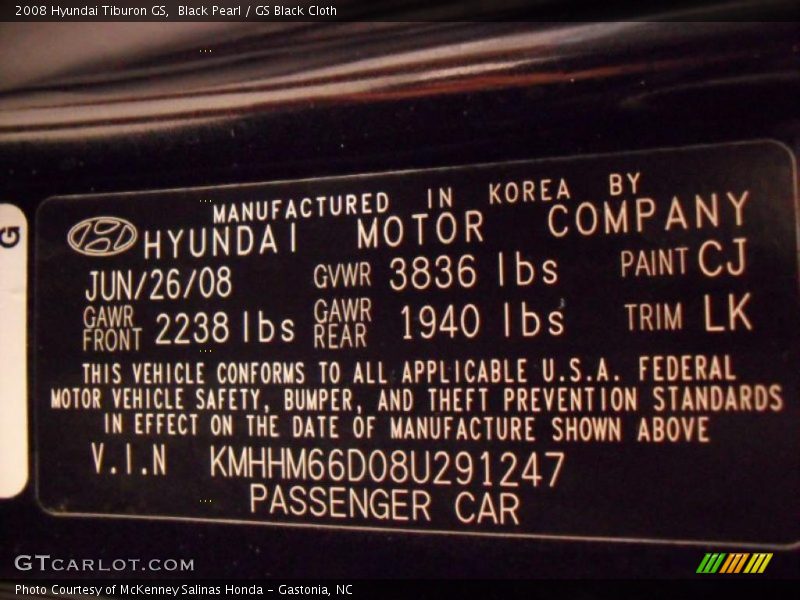 2008 Hyundai Tiburon GS,  Black Pearl / GS Black Cloth
G
MANUFACTURED IN KOREA BY
HYUNDAI MOTOR COMPANY
JUN/26/08 GVWR 3836 lbs PAINT CJ
GAWR FRONT 2238 lbs GAWR REAR 1940 lbs TRIM LK
THIS VEHICLE CONFORMS TO ALL APPLICABLE U.S.A. FEDERAL
MOTOR VEHICLE SAFETY, BUMPER, AND THEFT PREVENTION STANDARDS
IN EFFECT ON THE DATE OF MANUFACTURE SHOWN ABOVE
V.I.N KMHHM66D08U291247
PASSENGER CAR
GTCARLOT.COM
Photo Courtesy of McKenney Salinas Honda - Gastonia, NC